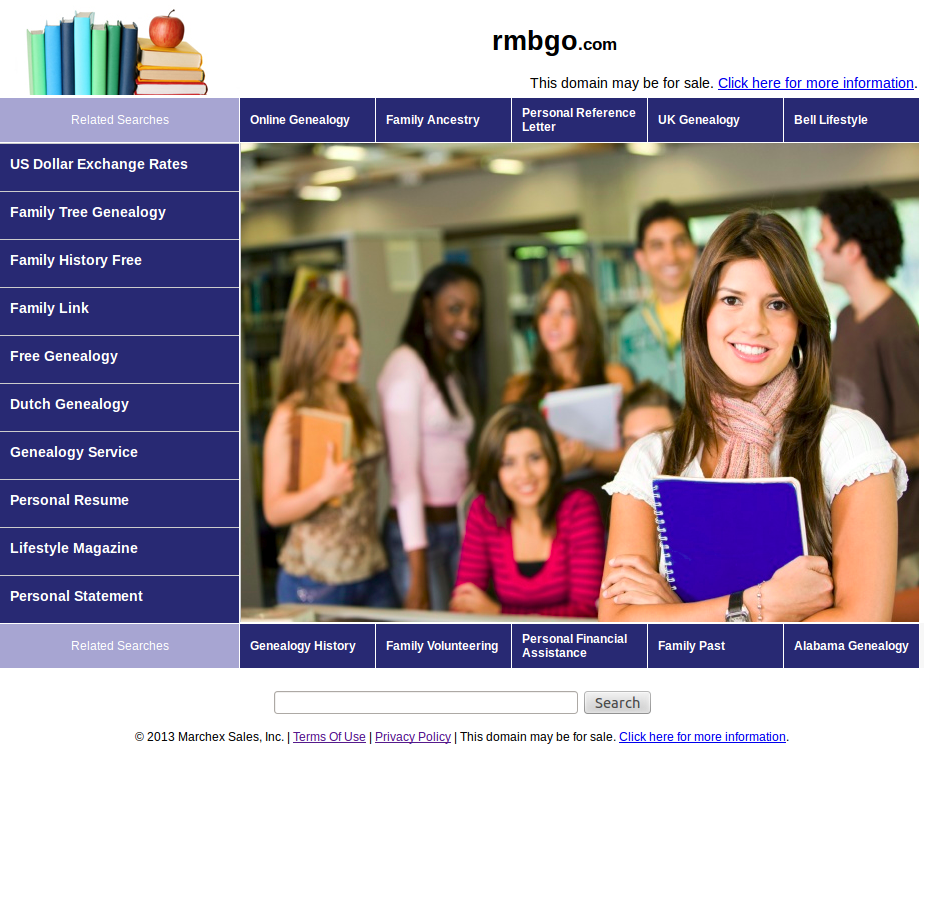 rmbgo.com
This domain may be for sale. Click here for more information.
Related Searches
Online Genealogy
Family Ancestry
Personal Reference
Letter
UK Genealogy
Bell Lifestyle
US Dollar Exchange Rates
Family Tree Genealogy
Family History Free
Family Link
Free Genealogy
Dutch Genealogy
Genealogy Service
Personal Resume
Lifestyle Magazine
Personal Statement
Related Searches
Genealogy History
Family Volunteering
Personal Financial
Assistance
Family Past
Alabama Genealogy
Search
© 2013 Marchex Sales, Inc. | Terms Of Use | Privacy Policy | This domain may be for sale. Click here for more information.